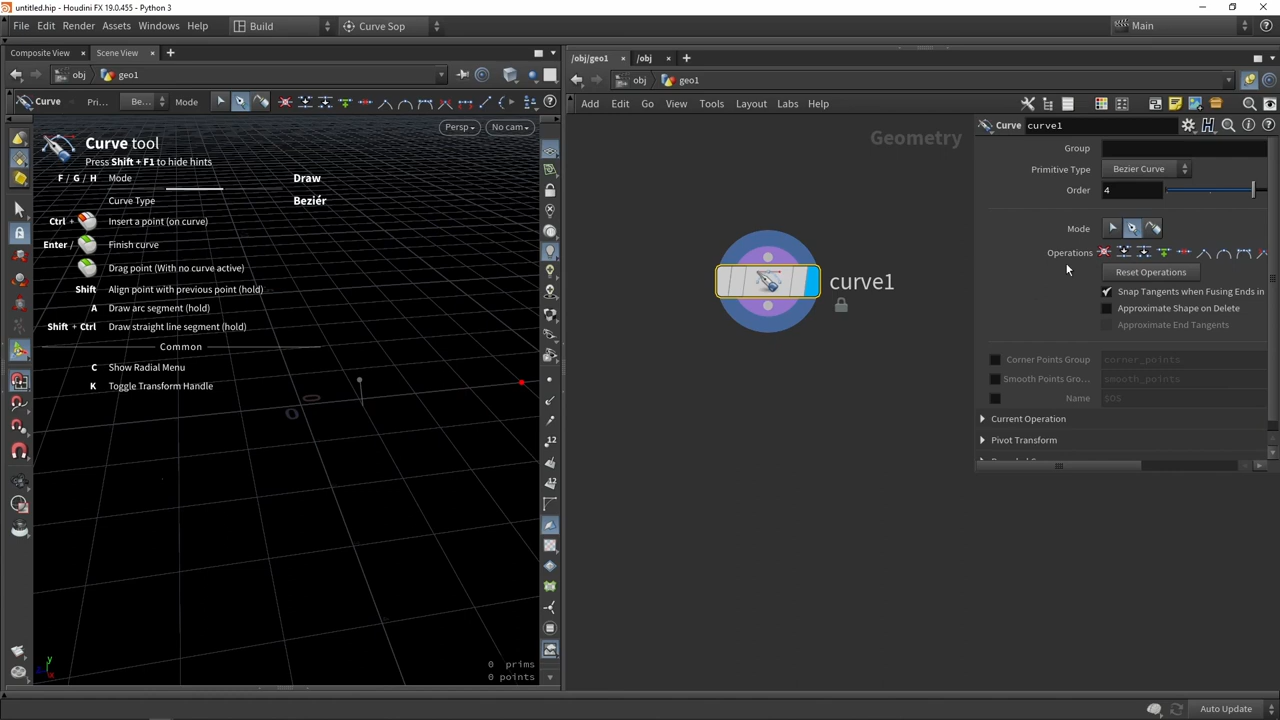 untitled.hip - Houdini FX 19.0.455 - Python 3
File Edit Render Assets Windows Help
Build
Curve Sop
Main
Composite View
Scene View
/obj/geo1
/obj
obj
geo1
obj
geo1
Curve
Pri...
Be...
Mode
Add Edit Go View Tools Layout Labs Help
Persp
No cam
Curve tool
Press Shift + F1 to hide hints
F / G / H Mode Draw
Curve Type Beziér
Ctrl + Insert a point (on curve)
Enter / Finish curve
Drag point (With no curve active)
Shift Align point with previous point (hold)
A Draw arc segment (hold)
Shift + Ctrl Draw straight line segment (hold)
Common
C Show Radial Menu
K Toggle Transform Handle
12
12
y
0 prims
0 points
Geometry
curve1
Curve curve1
Group
Primitive Type Bezier Curve
Order 4
Mode
Operations
Reset Operations
Snap Tangents when Fusing Ends in
Approximate Shape on Delete
Approximate End Tangents
Corner Points Group corner_points
Smooth Points Gro... smooth_points
Name $OS
Current Operation
Pivot Transform
Auto Update